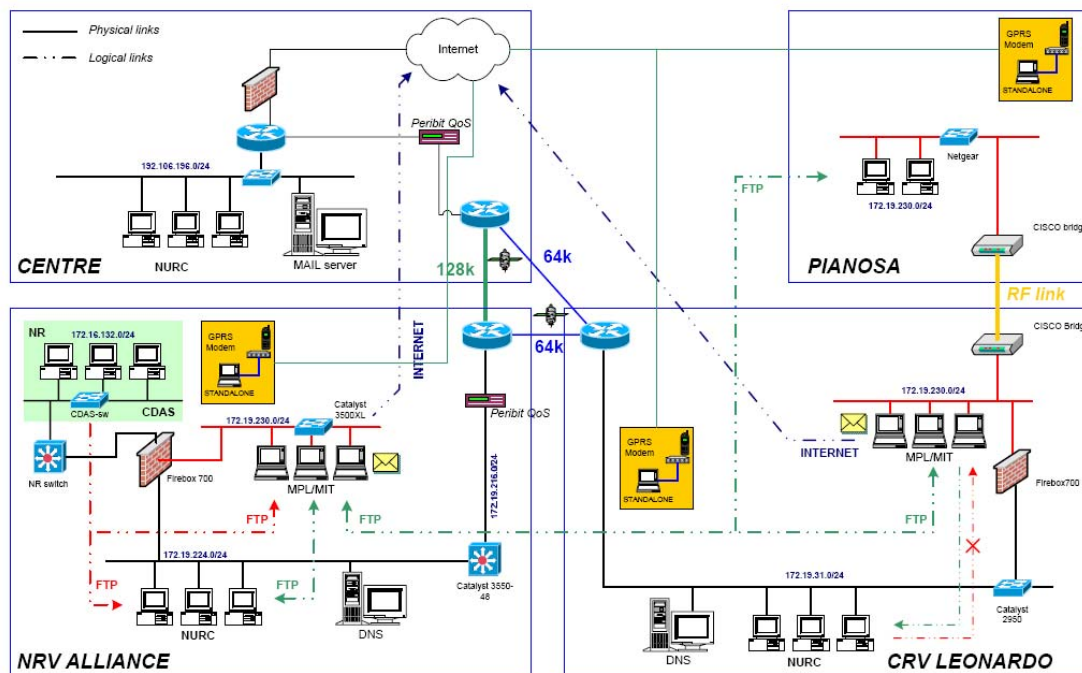 Physical links
Logical links
Internet
Peribit QoS
192.106.196.0/24
NURC
MAIL server
CENTRE
128k
64k
64k
GPRS
Modem
STANDALONE
Netgear
FTP
172.19.230.0/24
CISCO bridge
PIANOSA
RF link
CISCO Bridge
NR
172.16.132.0/24
CDAS-sw
CDAS
NR switch
GPRS
Modem
STANDALONE
INTERNET
Catalyst
3500XL
172.19.230.0/24
Firebox 700
MPL/MIT
FTP
FTP
FTP
FTP
172.19.224.0/24
NURC
DNS
Peribit QoS
172.19.216.0/24
Catalyst 3550-
48
NRV ALLIANCE
GPRS
Modem
STANDALONE
172.19.230.0/24
INTERNET
MPL/MIT
FTP
Firebox700
172.19.31.0/24
Catalyst
2950
DNS
NURC
CRV LEONARDO